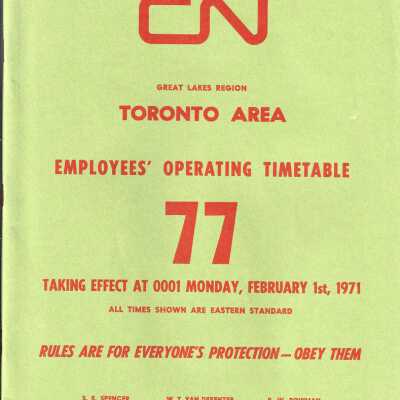 CN
GREAT LAKES REGION
TORONTO AREA
EMPLOYEES' OPERATING TIMETABLE
77
TAKING EFFECT AT 0001 MONDAY, FEBRUARY 1st, 1971
ALL TIMES SHOWN ARE EASTERN STANDARD
RULES ARE FOR EVERYONE'S PROTECTION — OBEY THEM